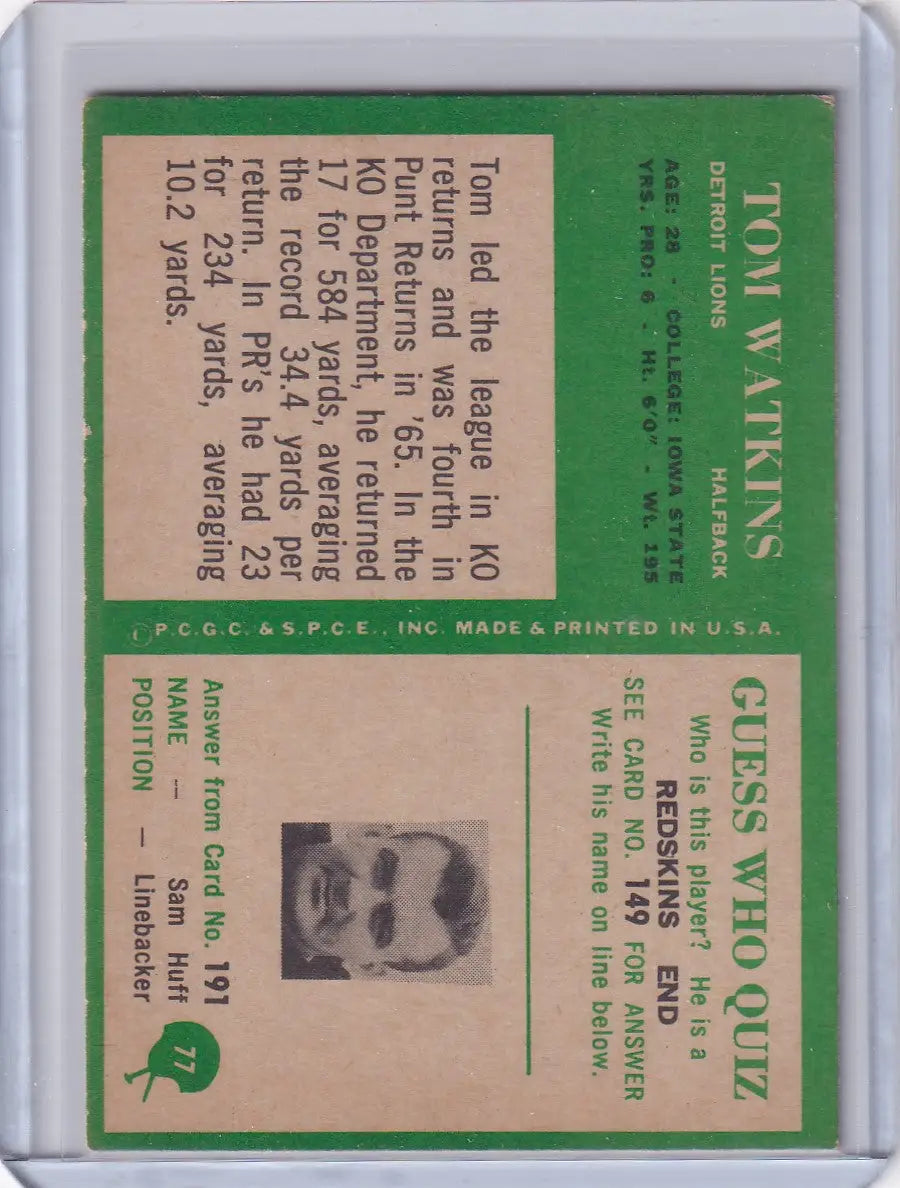 TOM WATKINS
DETROIT LIONS HALFBACK
AGE: 28 - COLLEGE: IOWA STATE
YRS. PRO: 6 - Ht. 6'0" - Wt. 195
Tom led the league in KO
returns and was fourth in
Punt Returns in '65. In the
KO Department, he returned
17 for 584 yards, averaging
the record 34.4 yards per
return. In PR's he had 23
for 234 yards, averaging
10.2 yards.
©P.C.G.C. & S.P.C.E., INC. MADE & PRINTED IN U.S.A.
GUESS WHO QUIZ
Who is this player? He is a
REDSKINS END
SEE CARD NO. 149 FOR ANSWER
Write his name on line below.
Answer from Card No. 191
NAME -- Sam Huff
POSITION — Linebacker
77